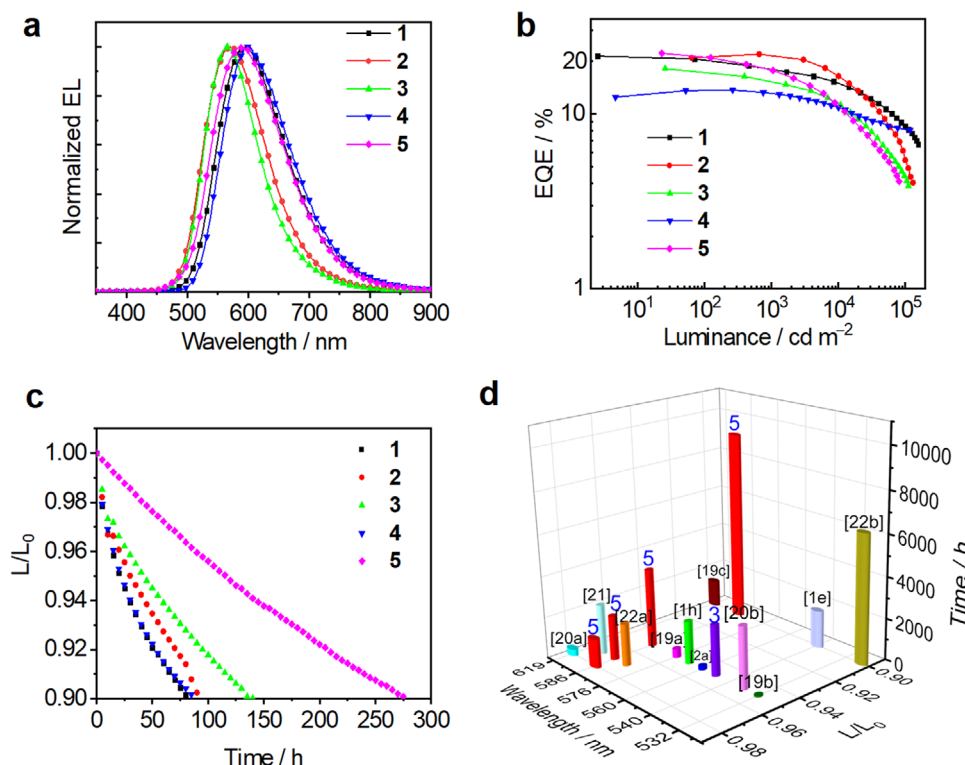 a
Normalized EL
1
2
3
4
5
400 500 600 700 800 900
Wavelength / nm
b
EQE / %
20
10
1
1
2
3
4
5
10¹ 10² 10³ 10⁴ 10⁵
Luminance / cd m⁻²
c
L/L₀
1.00
0.98
0.96
0.94
0.92
0.90
1
2
3
4
5
0 50 100 150 200 250 300
Time / h
d
5
[22b]
5
[21]
5
[22a]
[19c]
[1h]
3
[20b]
[1e]
[20a]
5
[19a]
[2a]
[19b]
10000
8000
6000
4000
2000
0
Time / h
619
586
576
560
540
532
Wavelength / nm
0.98
0.96
0.94
0.92
0.90
L/L₀